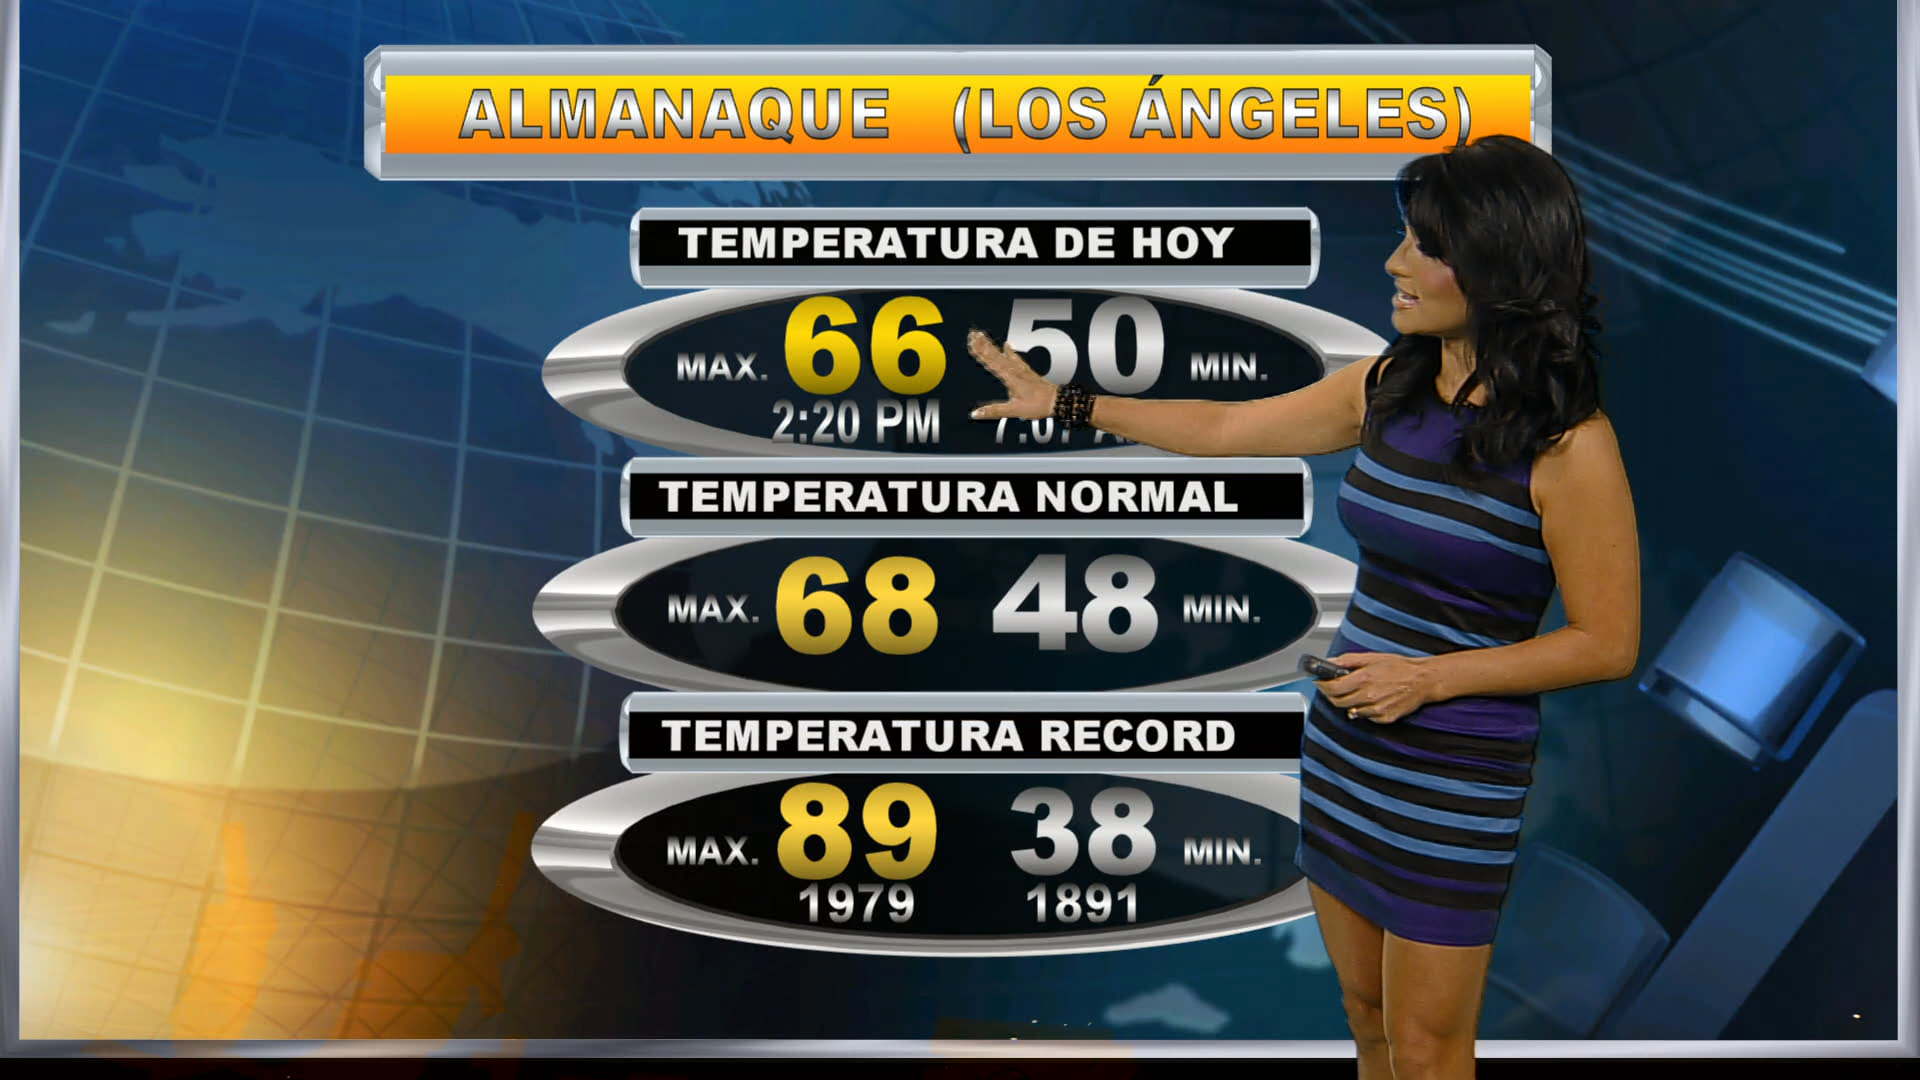 ALMANAQUE (LOS ÁNGELES)
TEMPERATURA DE HOY
MAX. 66 50 MIN.
2:20 PM
TEMPERATURA NORMAL
MAX. 68 48 MIN.
TEMPERATURA RECORD
MAX. 89 38 MIN.
1979 1891